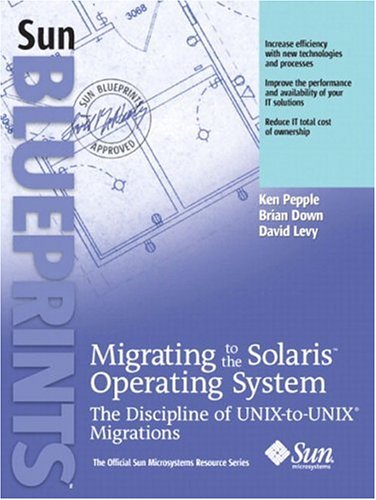 Sun
BLUEPRINTS
3068
SUN BLUEPRINTS
APPROVED
Increase efficiency
with new technologies
and processes
Improve the performance
and availability of your
IT solutions
Reduce IT total cost
of ownership
Ken Pepple
Brian Down
David Levy
Migrating to the Solaris™
Operating System
The Discipline of UNIX-to-UNIX®
Migrations
The Official Sun Microsystems Resource Series
Sun
microsystems